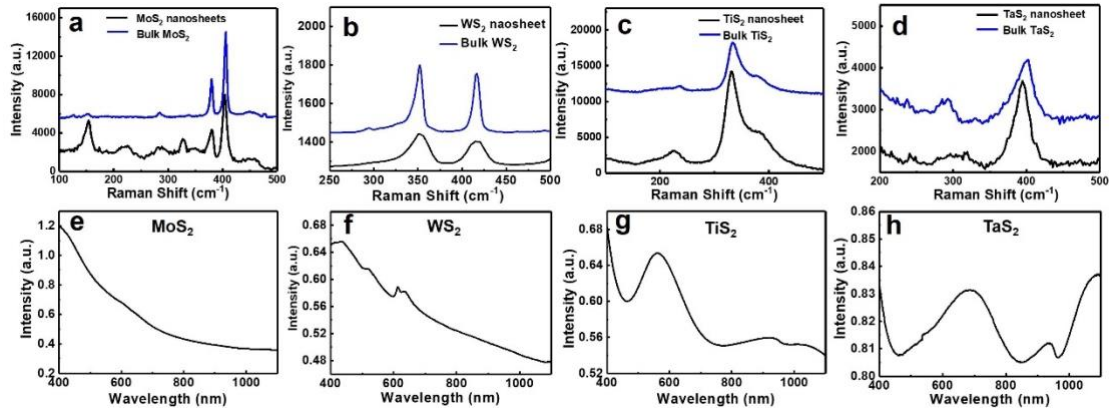 a
MoS2 nanosheets
Bulk MoS2
16000
12000
8000
4000
0
Intensity (a.u.)
100 200 300 400 500
Raman Shift (cm-1)
b
WS2 naosheet
Bulk WS2
2000
1800
1600
1400
Intensity (a.u.)
250 300 350 400 450 500
Raman Shift (cm-1)
c
TiS2 nanosheet
Bulk TiS2
20000
15000
10000
5000
0
Intensity (a.u.)
200 400
Raman Shift (cm-1)
d
TaS2 nanosheet
Bulk TaS2
5000
4000
3000
2000
Intensity (a.u.)
200 300 400 500
Raman Shift (cm-1)
e
MoS2
1.2
1.0
0.8
0.6
0.4
0.2
Intensity (a.u.)
400 600 800 1000
Wavelength (nm)
f
WS2
0.68
0.64
0.60
0.56
0.52
0.48
Intensity (a.u.)
400 600 800 1000
Wavelength (nm)
g
TiS2
0.68
0.64
0.60
0.56
0.52
Intensity (a.u.)
400 600 800 1000
Wavelength (nm)
h
TaS2
0.86
0.85
0.84
0.83
0.82
0.81
0.80
Intensity (a.u.)
400 600 800 1000
Wavelength (nm)